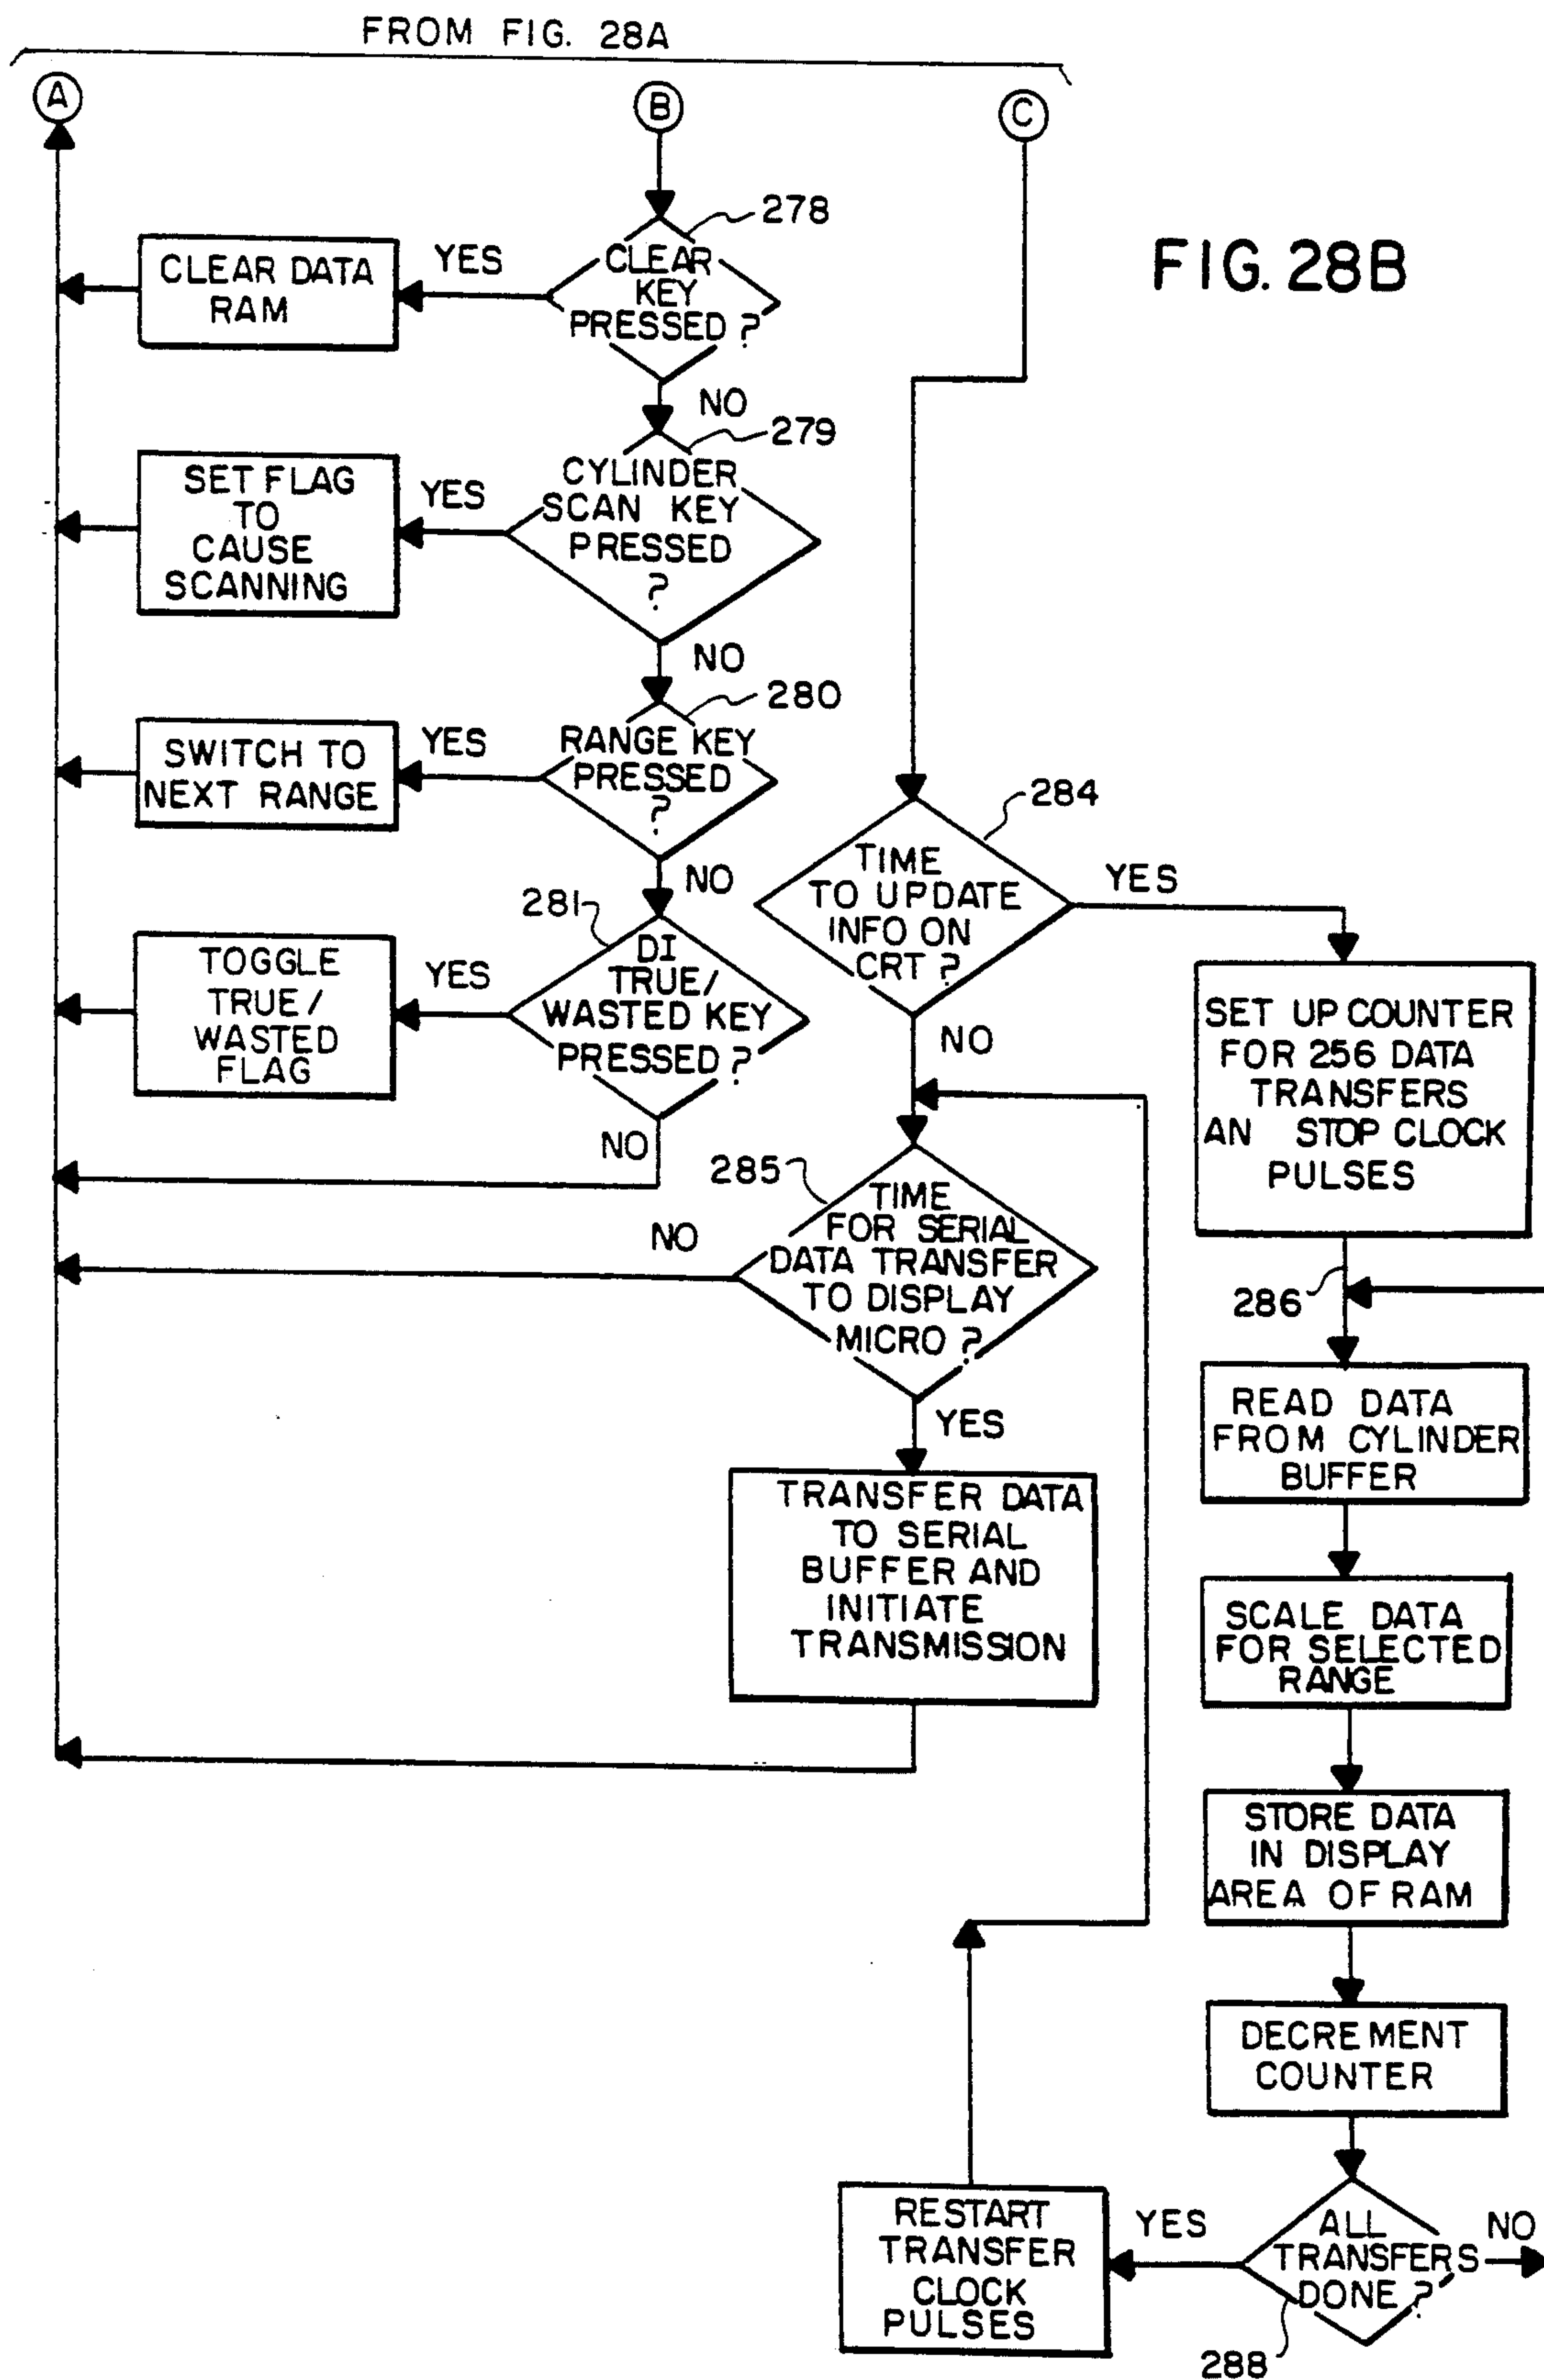 FROM FIG. 28A
A
B
C
FIG. 28B
278
CLEAR
KEY
PRESSED ?
YES
CLEAR DATA
RAM
NO
279
CYLINDER
SCAN KEY
PRESSED
?
YES
SET FLAG
TO
CAUSE
SCANNING
NO
280
RANGE KEY
PRESSED
?
YES
SWITCH TO
NEXT RANGE
NO
281
DI
TRUE/
WASTED KEY
PRESSED ?
YES
TOGGLE
TRUE /
WASTED
FLAG
NO
284
TIME
TO UPDATE
INFO ON
CRT ?
YES
NO
285
TIME
FOR SERIAL
DATA TRANSFER
TO DISPLAY
MICRO ?
NO
YES
TRANSFER DATA
TO SERIAL
BUFFER AND
INITIATE
TRANSMISSION
SET UP COUNTER
FOR 256 DATA
TRANSFERS
AN STOP CLOCK
PULSES
286
READ DATA
FROM CYLINDER
BUFFER
SCALE DATA
FOR SELECTED
RANGE
STORE DATA
IN DISPLAY
AREA OF RAM
DECREMENT
COUNTER
ALL
TRANSFERS
DONE ?
288
NO
YES
RESTART
TRANSFER
CLOCK
PULSES